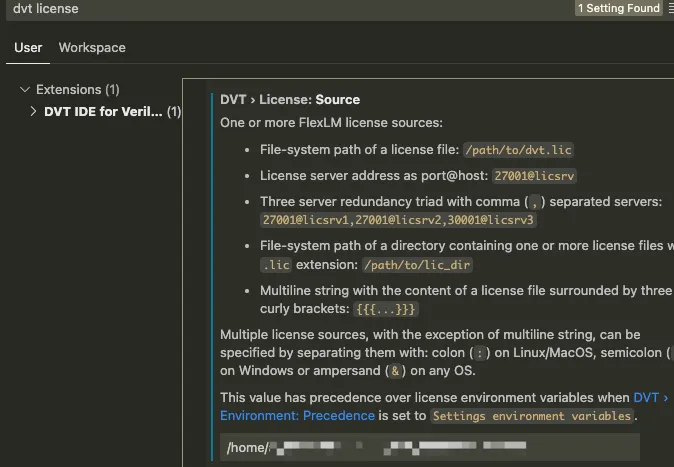 dvt license
1 Setting Found
User Workspace
Extensions (1)
DVT IDE for Veril... (1)
DVT › License: Source
One or more FlexLM license sources:
• File-system path of a license file: /path/to/dvt.lic
• License server address as port@host: 27001@licsrv
• Three server redundancy triad with comma ( , ) separated servers:
27001@licsrv1,27001@licsrv2,30001@licsrv3
• File-system path of a directory containing one or more license files w
.lic extension: /path/to/lic_dir
• Multiline string with the content of a license file surrounded by three
curly brackets: {{{...}}}
Multiple license sources, with the exception of multiline string, can be
specified by separating them with: colon ( : ) on Linux/MacOS, semicolon (
on Windows or ampersand ( & ) on any OS.
This value has precedence over license environment variables when DVT ›
Environment: Precedence is set to Settings environment variables.
/home/